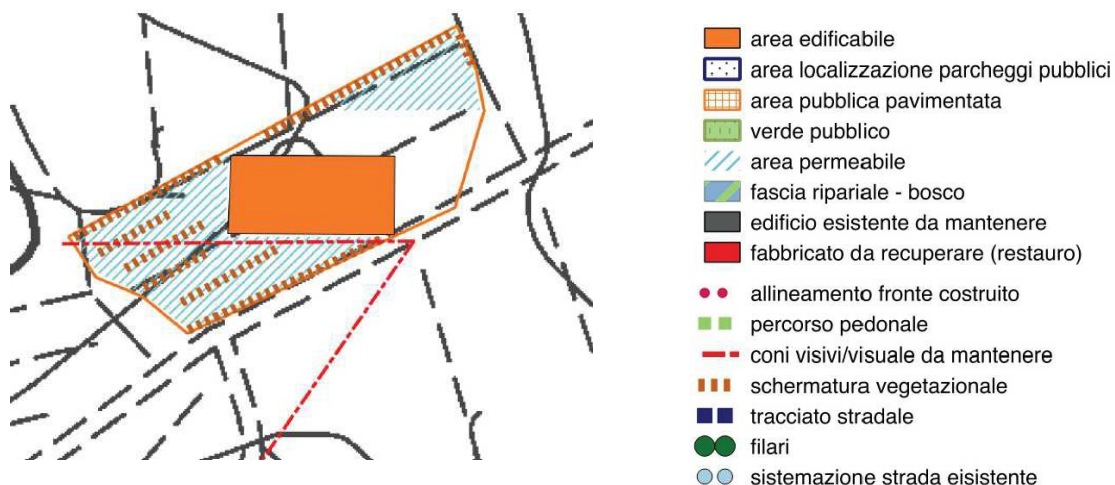 area edificabile
area localizzazione parcheggi pubblici
area pubblica pavimentata
verde pubblico
area permeabile
fascia ripariale - bosco
edificio esistente da mantenere
fabbricato da recuperare (restauro)
allineamento fronte costruito
percorso pedonale
coni visivi/visuale da mantenere
schermatura vegetazionale
tracciato stradale
filari
sistemazione strada eisistente